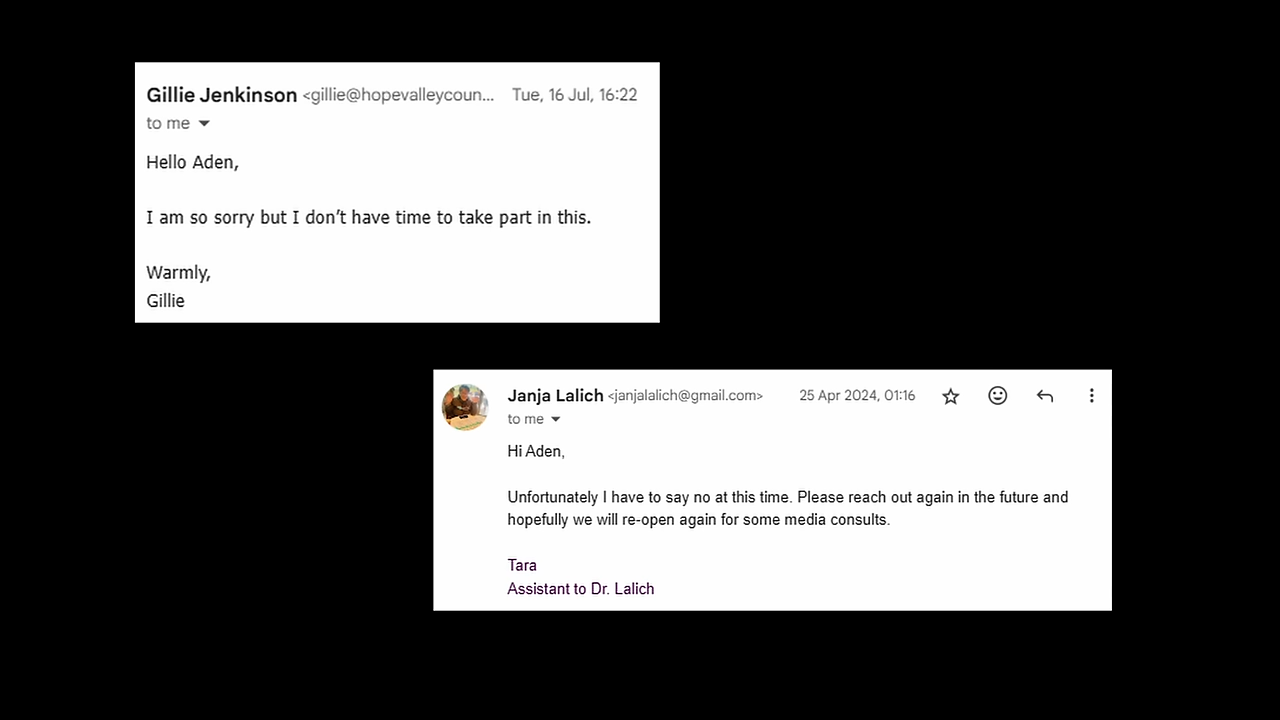 Gillie Jenkinson <gillie@hopevalleycoun... Tue, 16 Jul, 16:22
to me
Hello Aden,
I am so sorry but I don't have time to take part in this.
Warmly,
Gillie
Janja Lalich <janjalalich@gmail.com> 25 Apr 2024, 01:16
to me
Hi Aden,
Unfortunately I have to say no at this time. Please reach out again in the future and
hopefully we will re-open again for some media consults.
Tara
Assistant to Dr. Lalich